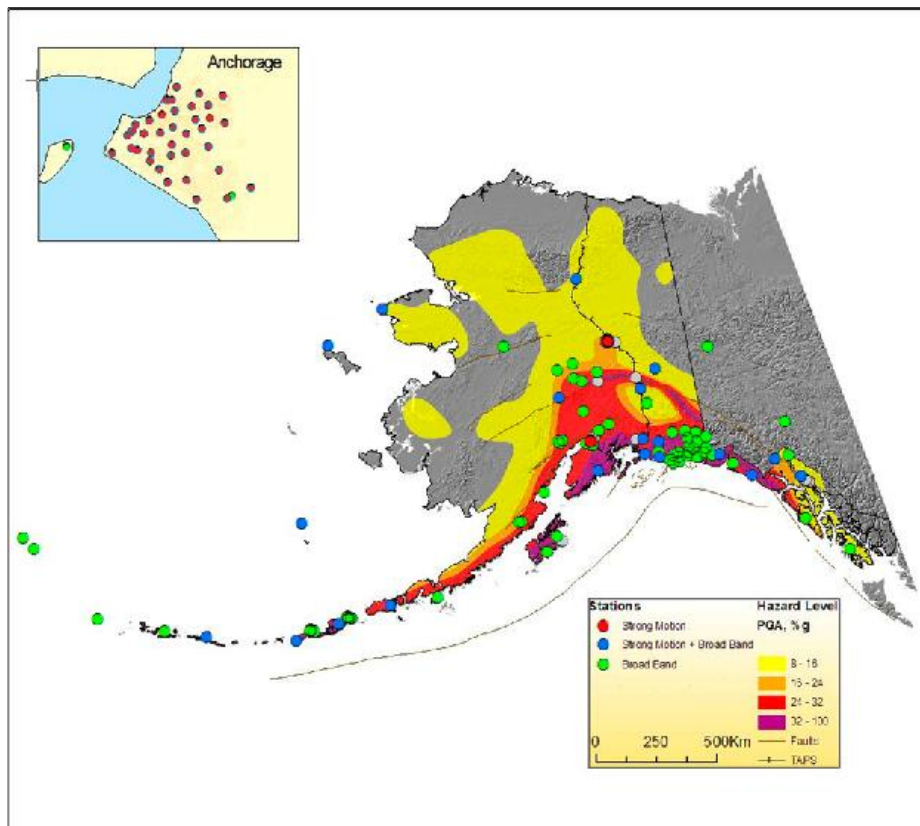 Anchorage
Stations
Strong Motion
Strong Motion + Broad Band
Broad Band
Hazard Level
PGA, %g
8 - 16
16 - 24
24 - 32
32 - 100
Faults
TAPS
0 250 500Km